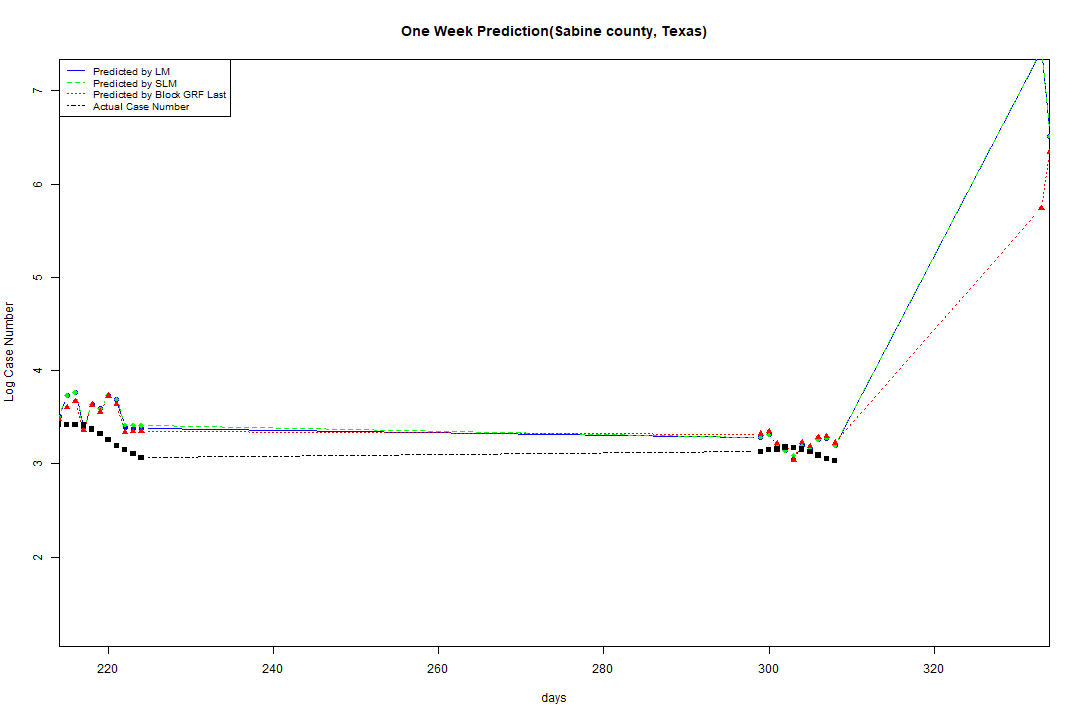 One Week Prediction(Sabine county, Texas)
Predicted by LM
Predicted by SLM
Predicted by Block GRF Last
Actual Case Number
7
6
5
4
3
2
Log Case Number
220 240 260 280 300 320
days